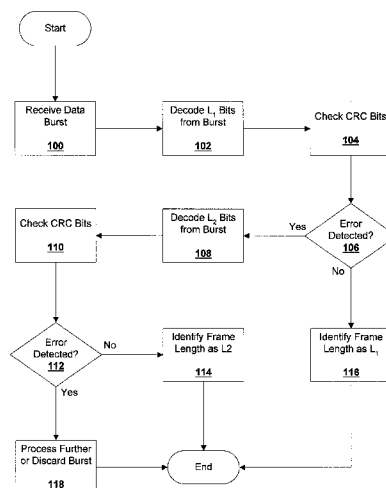 Start
Receive Data
Burst
100
Decode L₁ Bits
from Burst
102
Check CRC Bits
104
Error
Detected?
106
Yes
No
Decode L₂ Bits
from Burst
108
Check CRC Bits
110
Error
Detected?
112
No
Yes
Identify Frame
Length as L2
114
Identify Frame
Length as L₁
116
Process Further
or Discard Burst
118
End